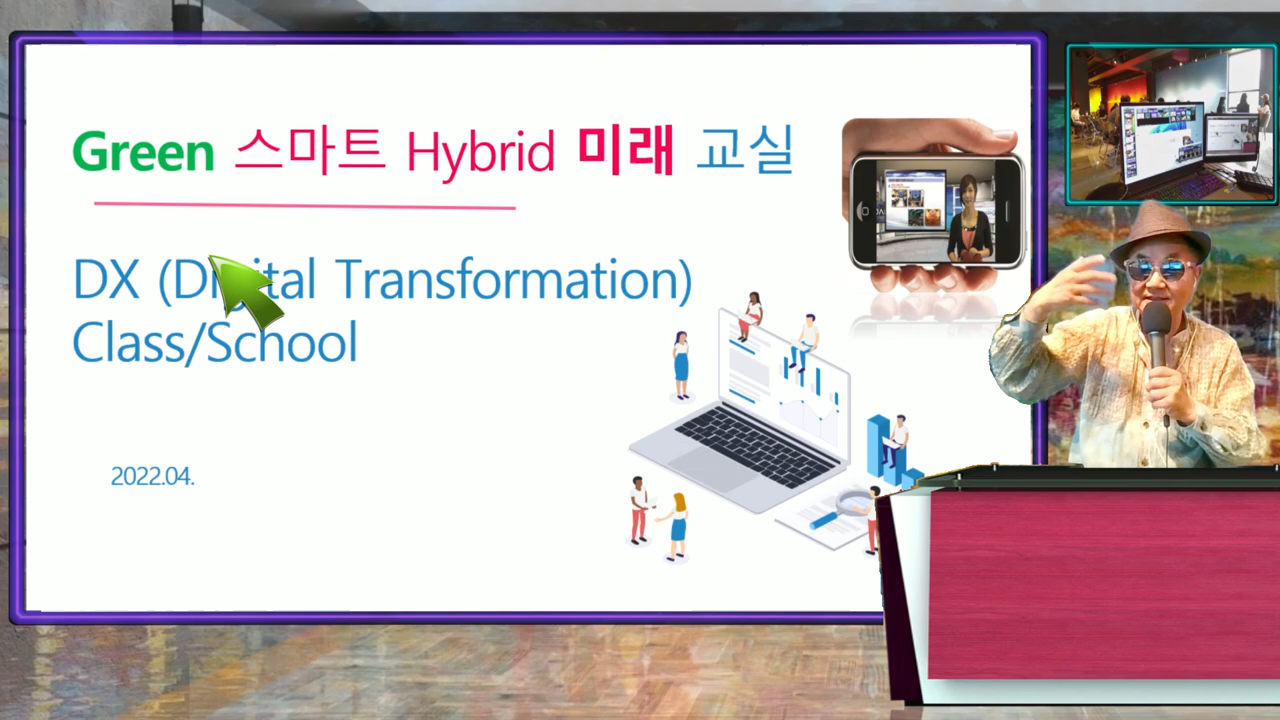 Green 스마트 Hybrid 미래 교실
DX (Digital Transformation)
Class/School
2022.04.